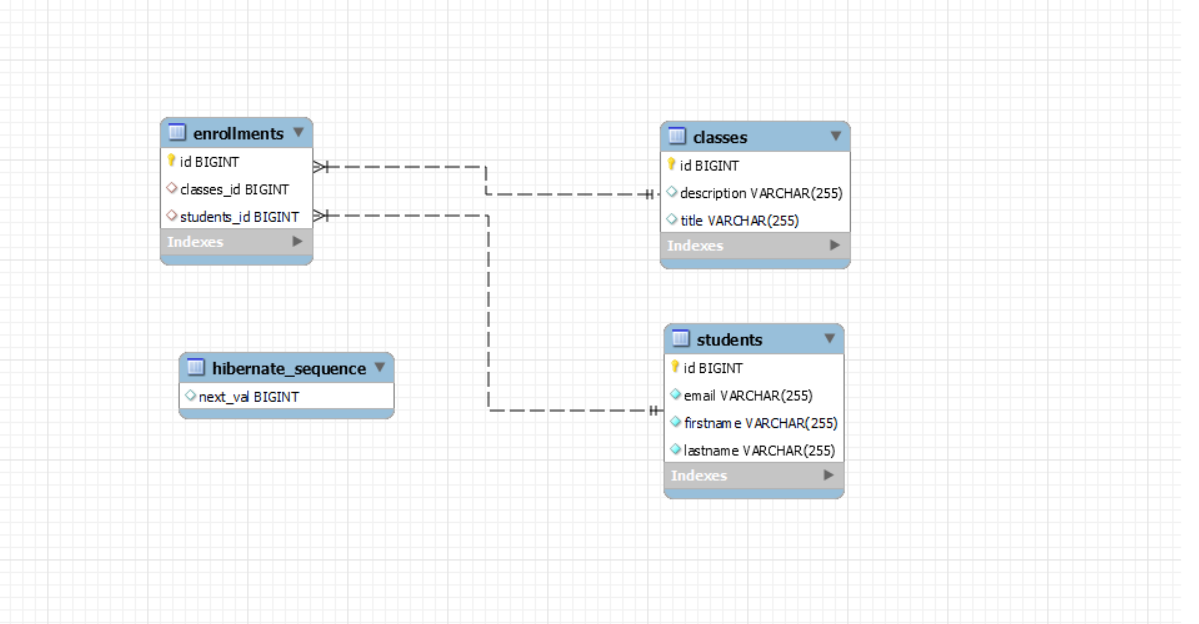 enrollments
id BIGINT
classes_id BIGINT
students_id BIGINT
Indexes
classes
id BIGINT
description VARCHAR(255)
title VARCHAR(255)
Indexes
hibernate_sequence
next_val BIGINT
students
id BIGINT
email VARCHAR(255)
firstname VARCHAR(255)
lastname VARCHAR(255)
Indexes